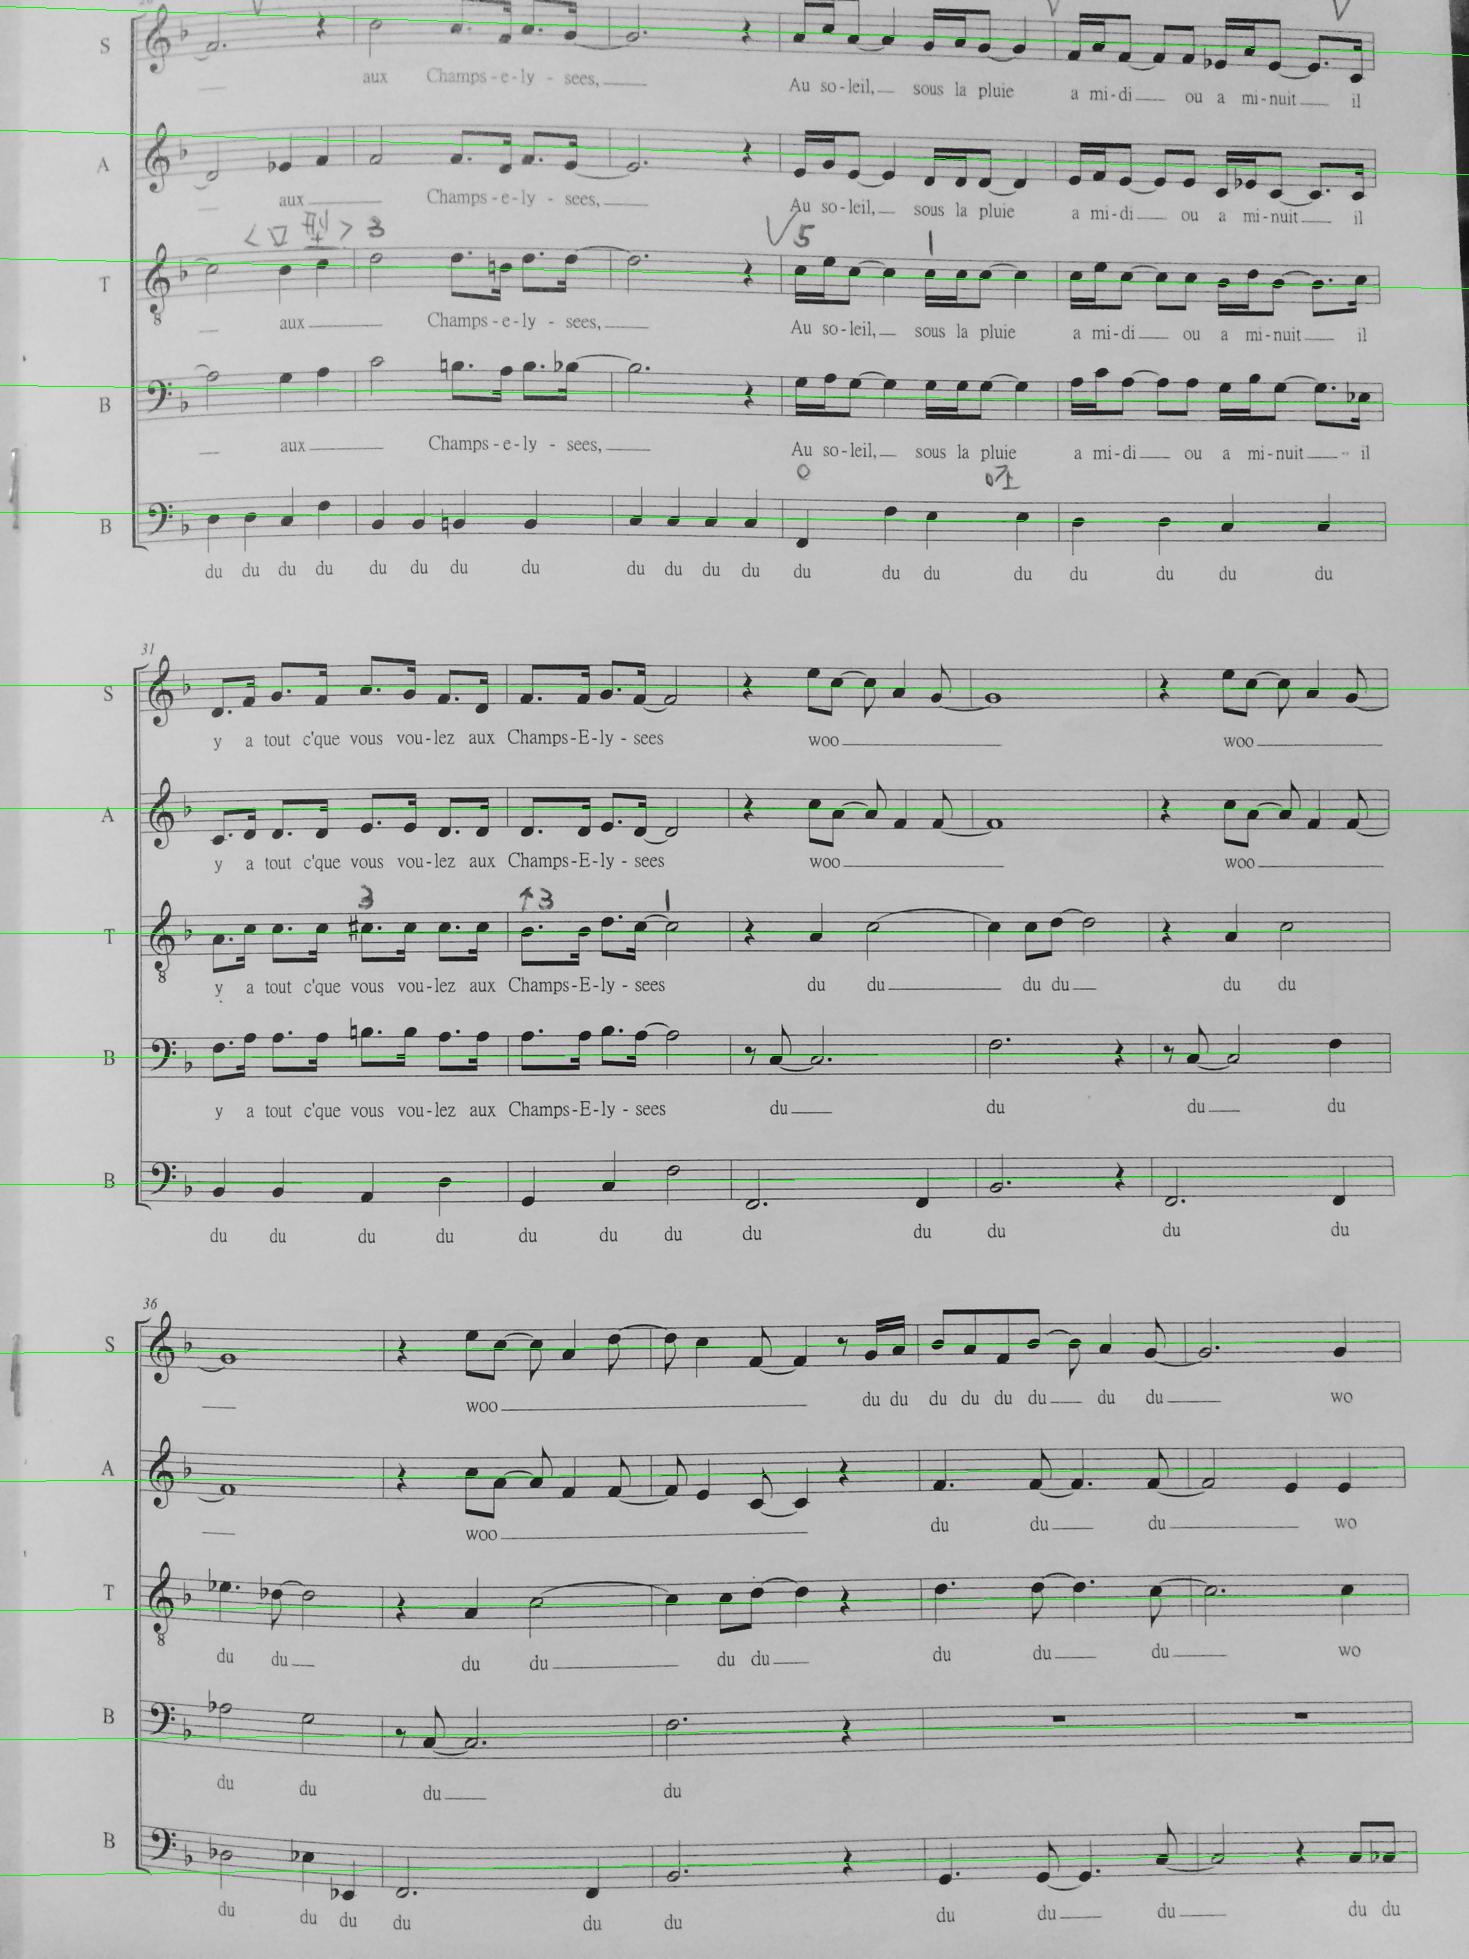 S
aux Champs-e-ly - sees,
Au so-leil, sous la pluie a mi-di ou a mi-nuit il
A
aux Champs-e-ly - sees,
Au so-leil, sous la pluie a mi-di ou a mi-nuit il
3 5 1
T
8
aux Champs-e-ly - sees,
Au so-leil, sous la pluie a mi-di ou a mi-nuit il
B
aux Champs-e-ly - sees,
Au so-leil, sous la pluie a mi-di ou a mi-nuit il
B
du du du du du du du du du du du du du du du du du du du du
31
S
y a tout c'que vous vou-lez aux Champs-E-ly - sees woo woo
A
y a tout c'que vous vou-lez aux Champs-E-ly - sees woo woo
3 ↑3 1
T
8
y a tout c'que vous vou-lez aux Champs-E-ly - sees du du du du du du
B
y a tout c'que vous vou-lez aux Champs-E-ly - sees du du du du
B
du du du du du du du du du du du du
36
S
woo du du du du du du du du wo
A
woo du du du wo
T
8
du du du du du du du du du wo
B
du du du du
B
du du du du du du du du du du du